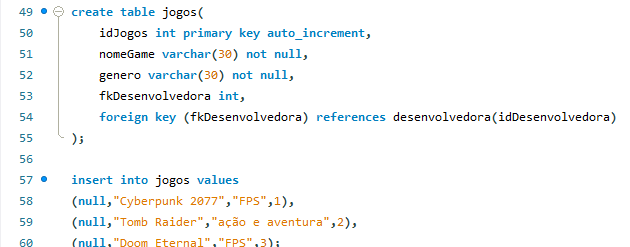 49 create table jogos(
50 idJogos int primary key auto_increment,
51 nomeGame varchar(30) not null,
52 genero varchar(30) not null,
53 fkDesenvolvedora int,
54 foreign key (fkDesenvolvedora) references desenvolvedora(idDesenvolvedora)
55 );
56
57 insert into jogos values
58 (null,"Cyberpunk 2077","FPS",1),
59 (null,"Tomb Raider","ação e aventura",2),
60 (null,"Doom Eternal","FPS",3);